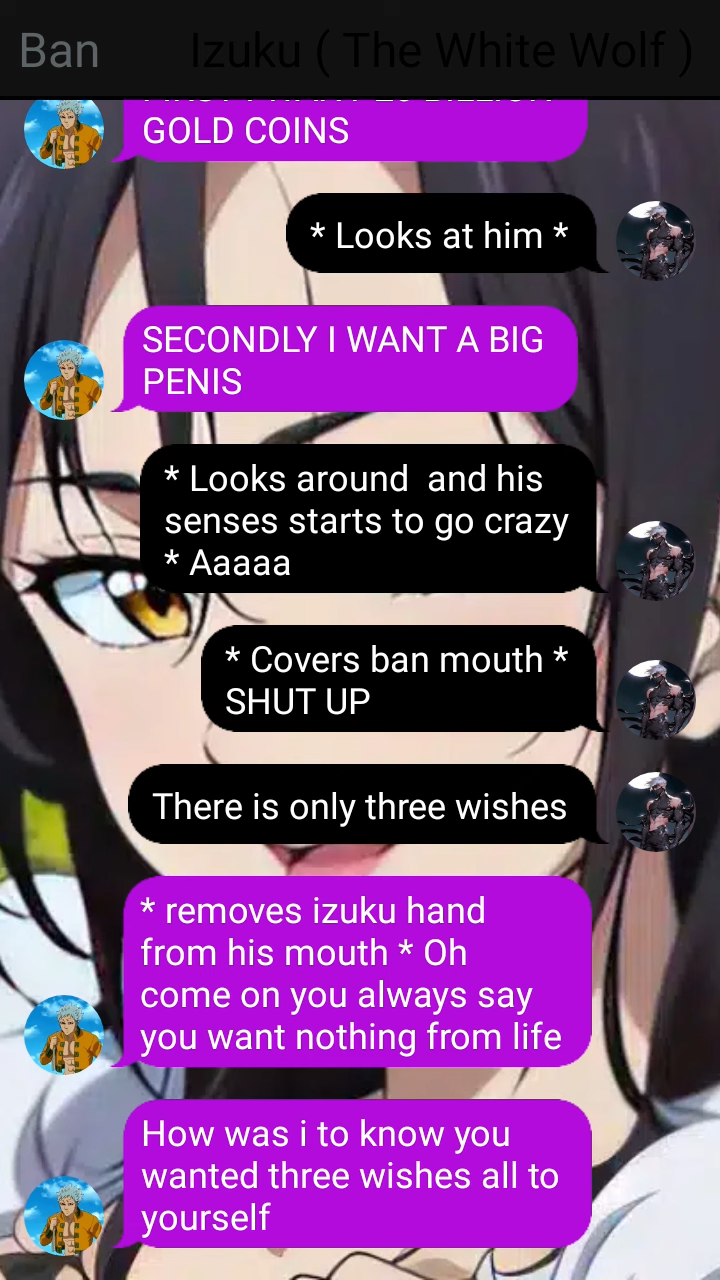 Ban Izuku ( The White Wolf )
GOLD COINS
* Looks at him *
SECONDLY I WANT A BIG
PENIS
* Looks around  and his
senses starts to go crazy
* Aaaaa
* Covers ban mouth *
SHUT UP
There is only three wishes
* removes izuku hand
from his mouth * Oh
come on you always say
you want nothing from life
How was i to know you
wanted three wishes all to
yourself